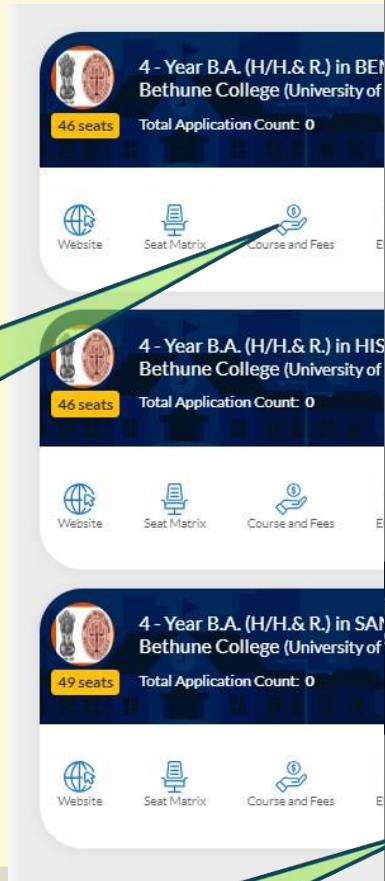 4 - Year B.A. (H/H.& R.) in BEN
Bethune College (University of
46 seats
Total Application Count: 0
Website Seat Matrix Course and Fees E
4 - Year B.A. (H/H.& R.) in HIS
Bethune College (University of
46 seats
Total Application Count: 0
Website Seat Matrix Course and Fees E
4 - Year B.A. (H/H.& R.) in SAN
Bethune College (University of
49 seats
Total Application Count: 0
Website Seat Matrix Course and Fees E